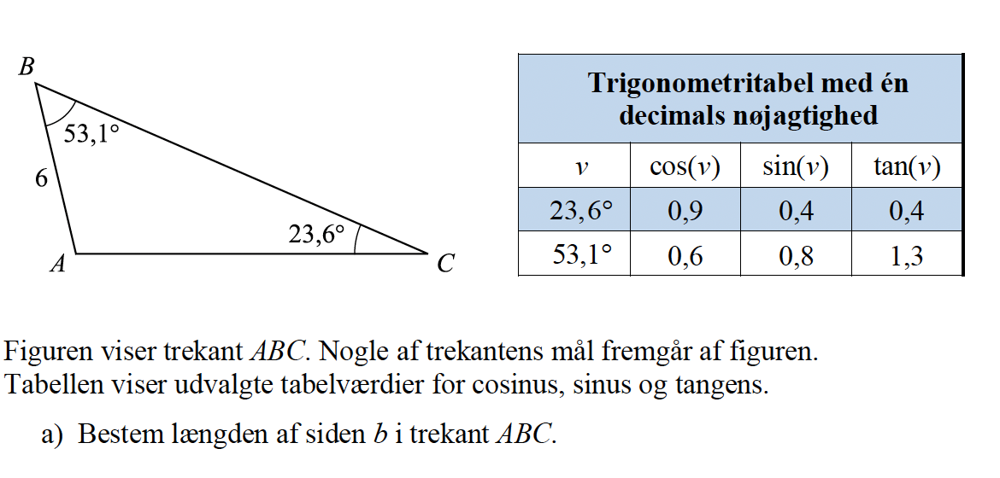 B
53,1°
6
23,6°
A
C
Trigonometritabel med én
decimals nøjagtighed
v cos(v) sin(v) tan(v)
23,6° 0,9 0,4 0,4
53,1° 0,6 0,8 1,3
Figuren viser trekant ABC. Nogle af trekantens mål fremgår af figuren.
Tabellen viser udvalgte tabelværdier for cosinus, sinus og tangens.
a) Bestem længden af siden b i trekant ABC.